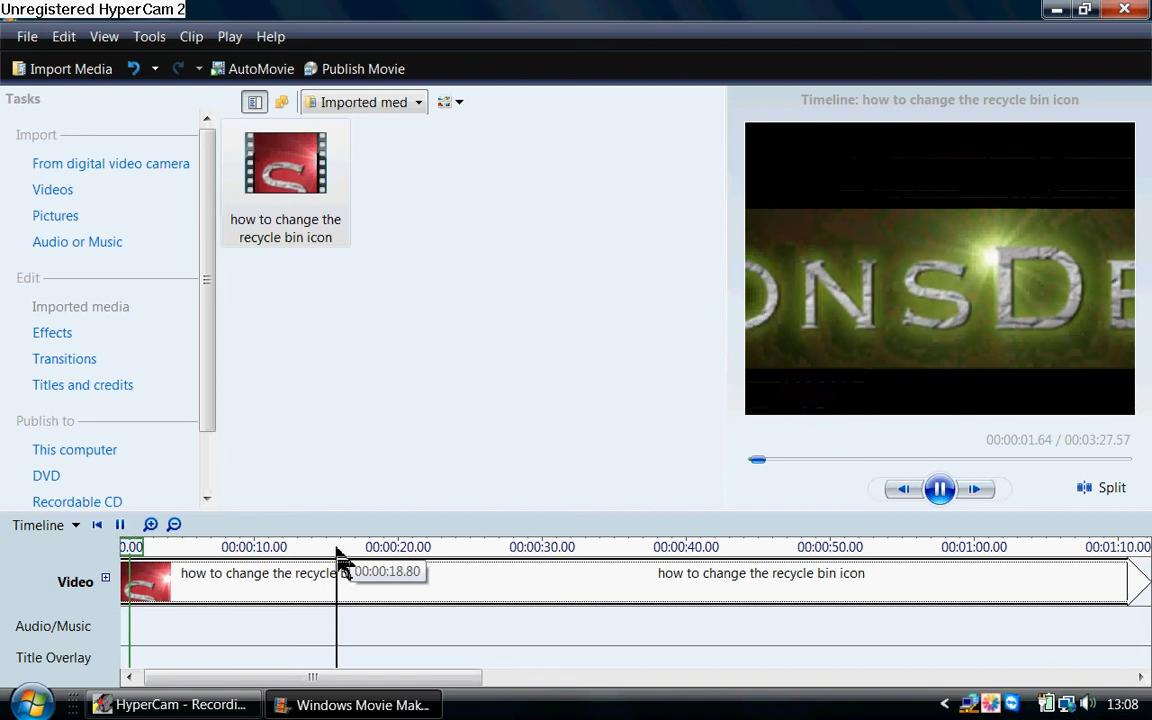 Unregistered HyperCam 2
File Edit View Tools Clip Play Help
Import Media AutoMovie Publish Movie
Tasks
Imported med
Timeline: how to change the recycle bin icon
Import
From digital video camera
Videos
Pictures
Audio or Music
how to change the
recycle bin icon
S
ONSDE
Edit
Imported media
Effects
Transitions
Titles and credits
Publish to
This computer
DVD
Recordable CD
00:00:01.64 / 00:03:27.57
Split
Timeline
0.00 00:00:10.00 00:00:20.00 00:00:30.00 00:00:40.00 00:00:50.00 00:01:00.00 00:01:10.00
Video
S
how to change the recycle
00:00:18.80
how to change the recycle bin icon
Audio/Music
Title Overlay
HyperCam - Recordi... Windows Movie Mak... 13:08